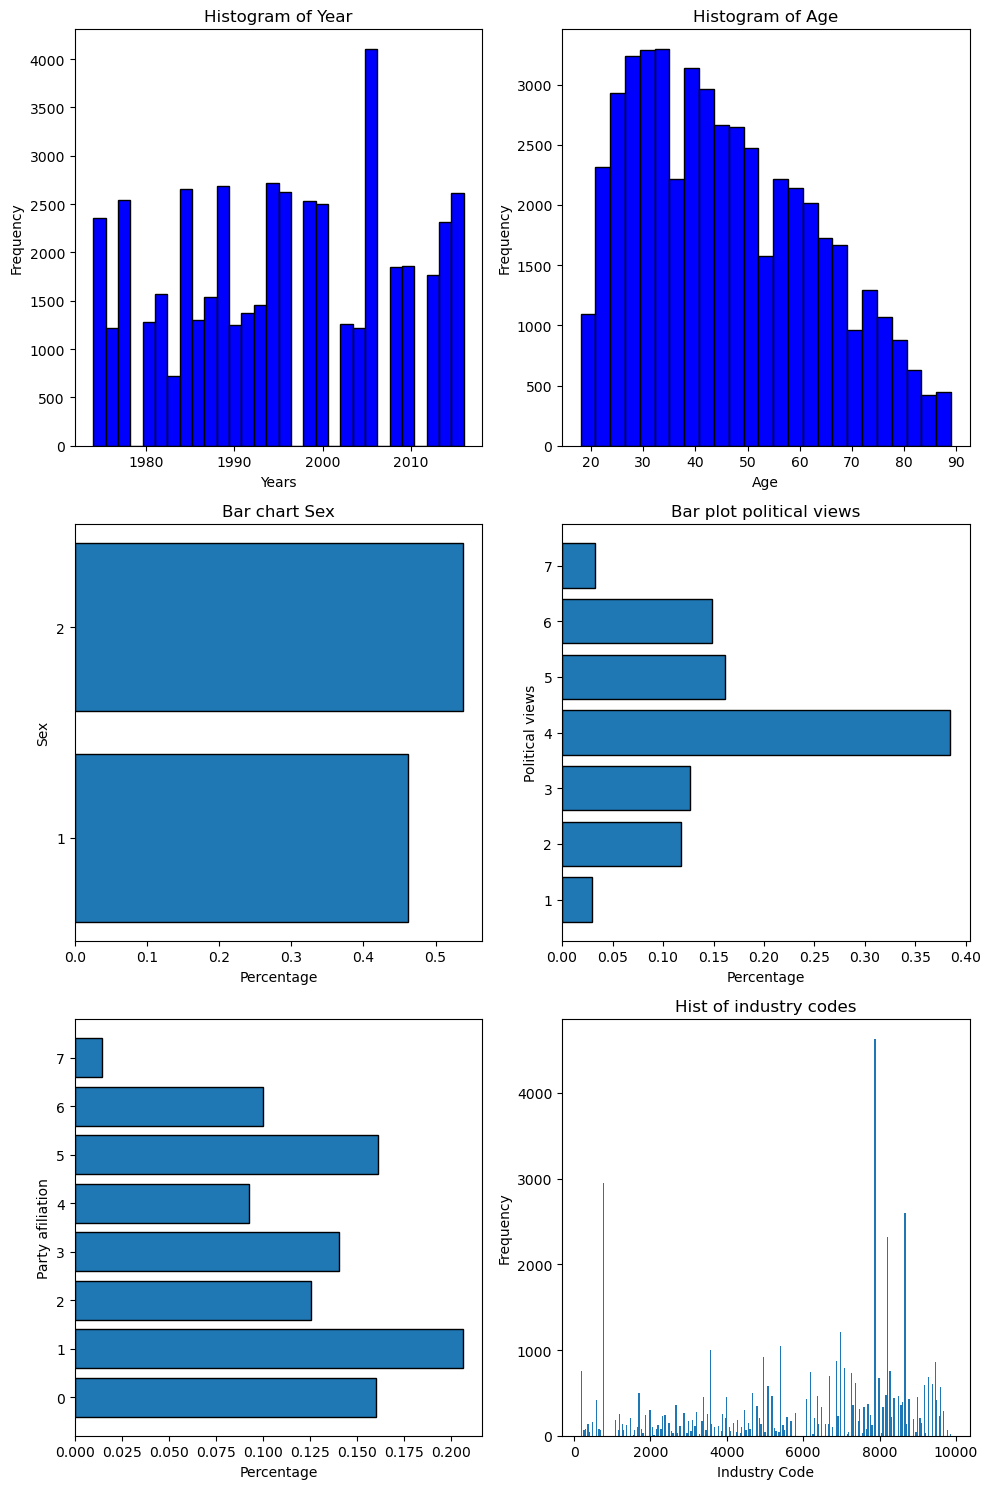 Histogram of Year
4000
3500
3000
2500
2000
1500
1000
500
0
Frequency
1980 1990 2000 2010
Years
Histogram of Age
3000
2500
2000
1500
1000
500
0
Frequency
20 30 40 50 60 70 80 90
Age
Bar chart Sex
2
1
Sex
0.0 0.1 0.2 0.3 0.4 0.5
Percentage
Bar plot political views
7
6
5
4
3
2
1
Political views
0.00 0.05 0.10 0.15 0.20 0.25 0.30 0.35 0.40
Percentage
7
6
5
4
3
2
1
0
Party afiliation
0.000 0.025 0.050 0.075 0.100 0.125 0.150 0.175 0.200
Percentage
Hist of industry codes
4000
3000
2000
1000
0
Frequency
0 2000 4000 6000 8000 10000
Industry Code